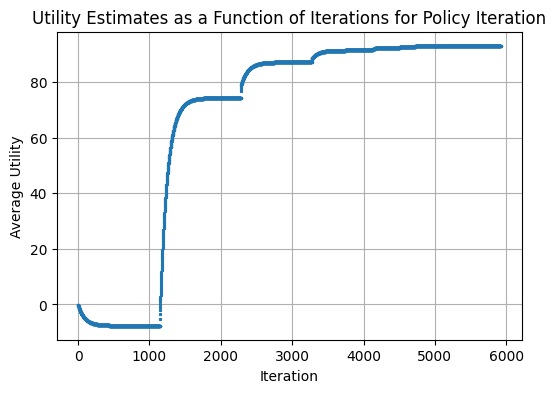 Utility Estimates as a Function of Iterations for Policy Iteration
80
60
40
20
0
Average Utility
0 1000 2000 3000 4000 5000 6000
Iteration